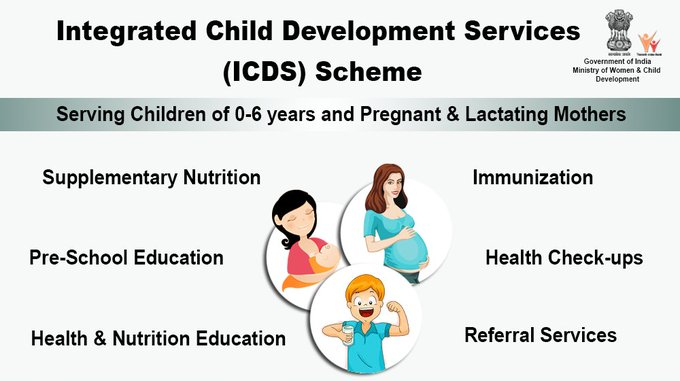 Integrated Child Development Services
(ICDS) Scheme
Government of India
Ministry of Women & Child
Development
Serving Children of 0-6 years and Pregnant & Lactating Mothers
Supplementary Nutrition
Immunization
Pre-School Education
Health Check-ups
Health & Nutrition Education
Referral Services